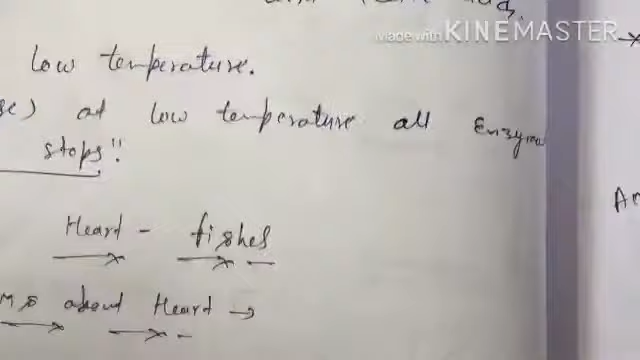 Made with KINEMASTER
low temperature.
at low temperature all Enzyme
stops!!
Heart - fishes
about Heart →